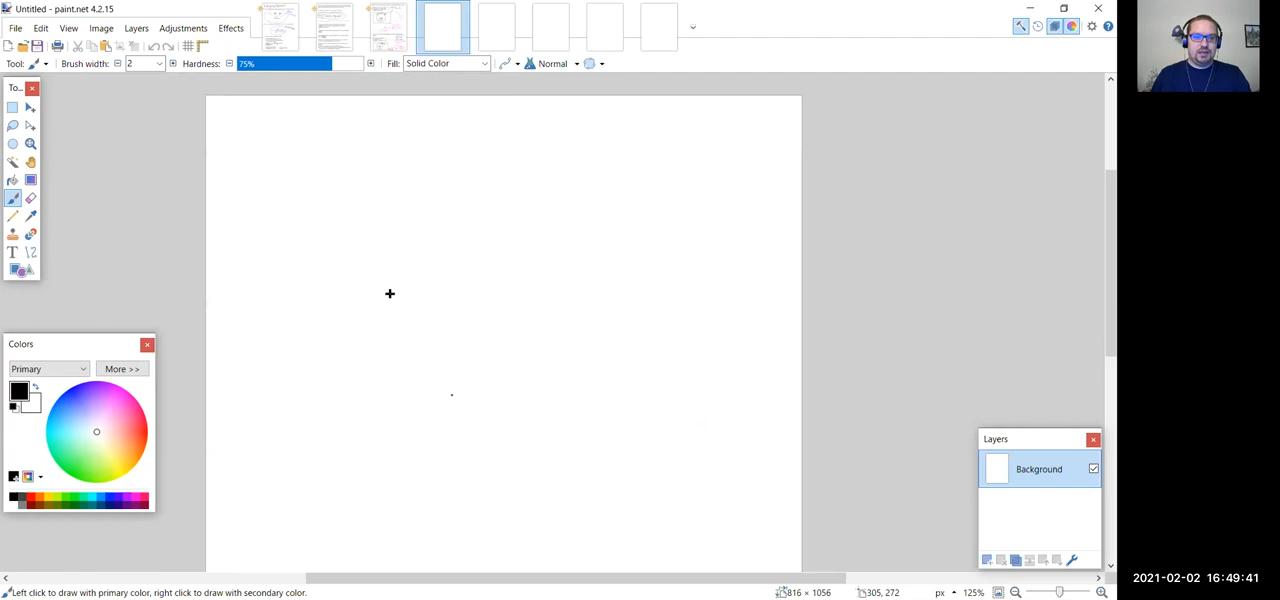 Untitled - paint.net 4.2.15
File Edit View Image Layers Adjustments Effects
Tool: Brush width: 2 Hardness: 75% Fill: Solid Color Normal
To...
T
Colors
Primary More >>
Layers
Background
Left click to draw with primary color, right click to draw with secondary color.
816 × 1056 305, 272 px 125%
2021-02-02 16:49:41